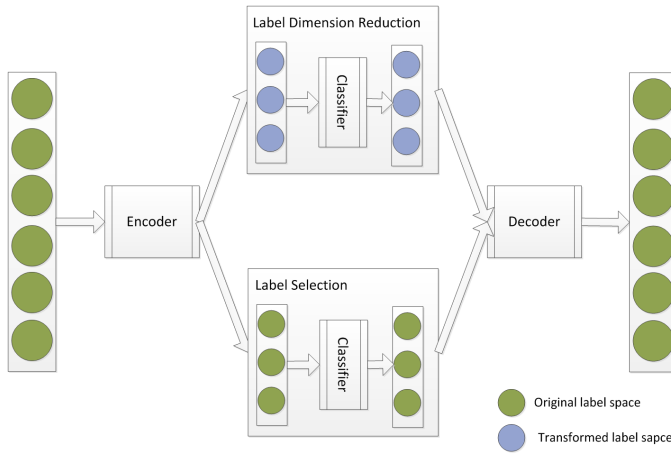 Label Dimension Reduction
Classifier
Encoder
Decoder
Label Selection
Classifier
Original label space
Transformed label sapce